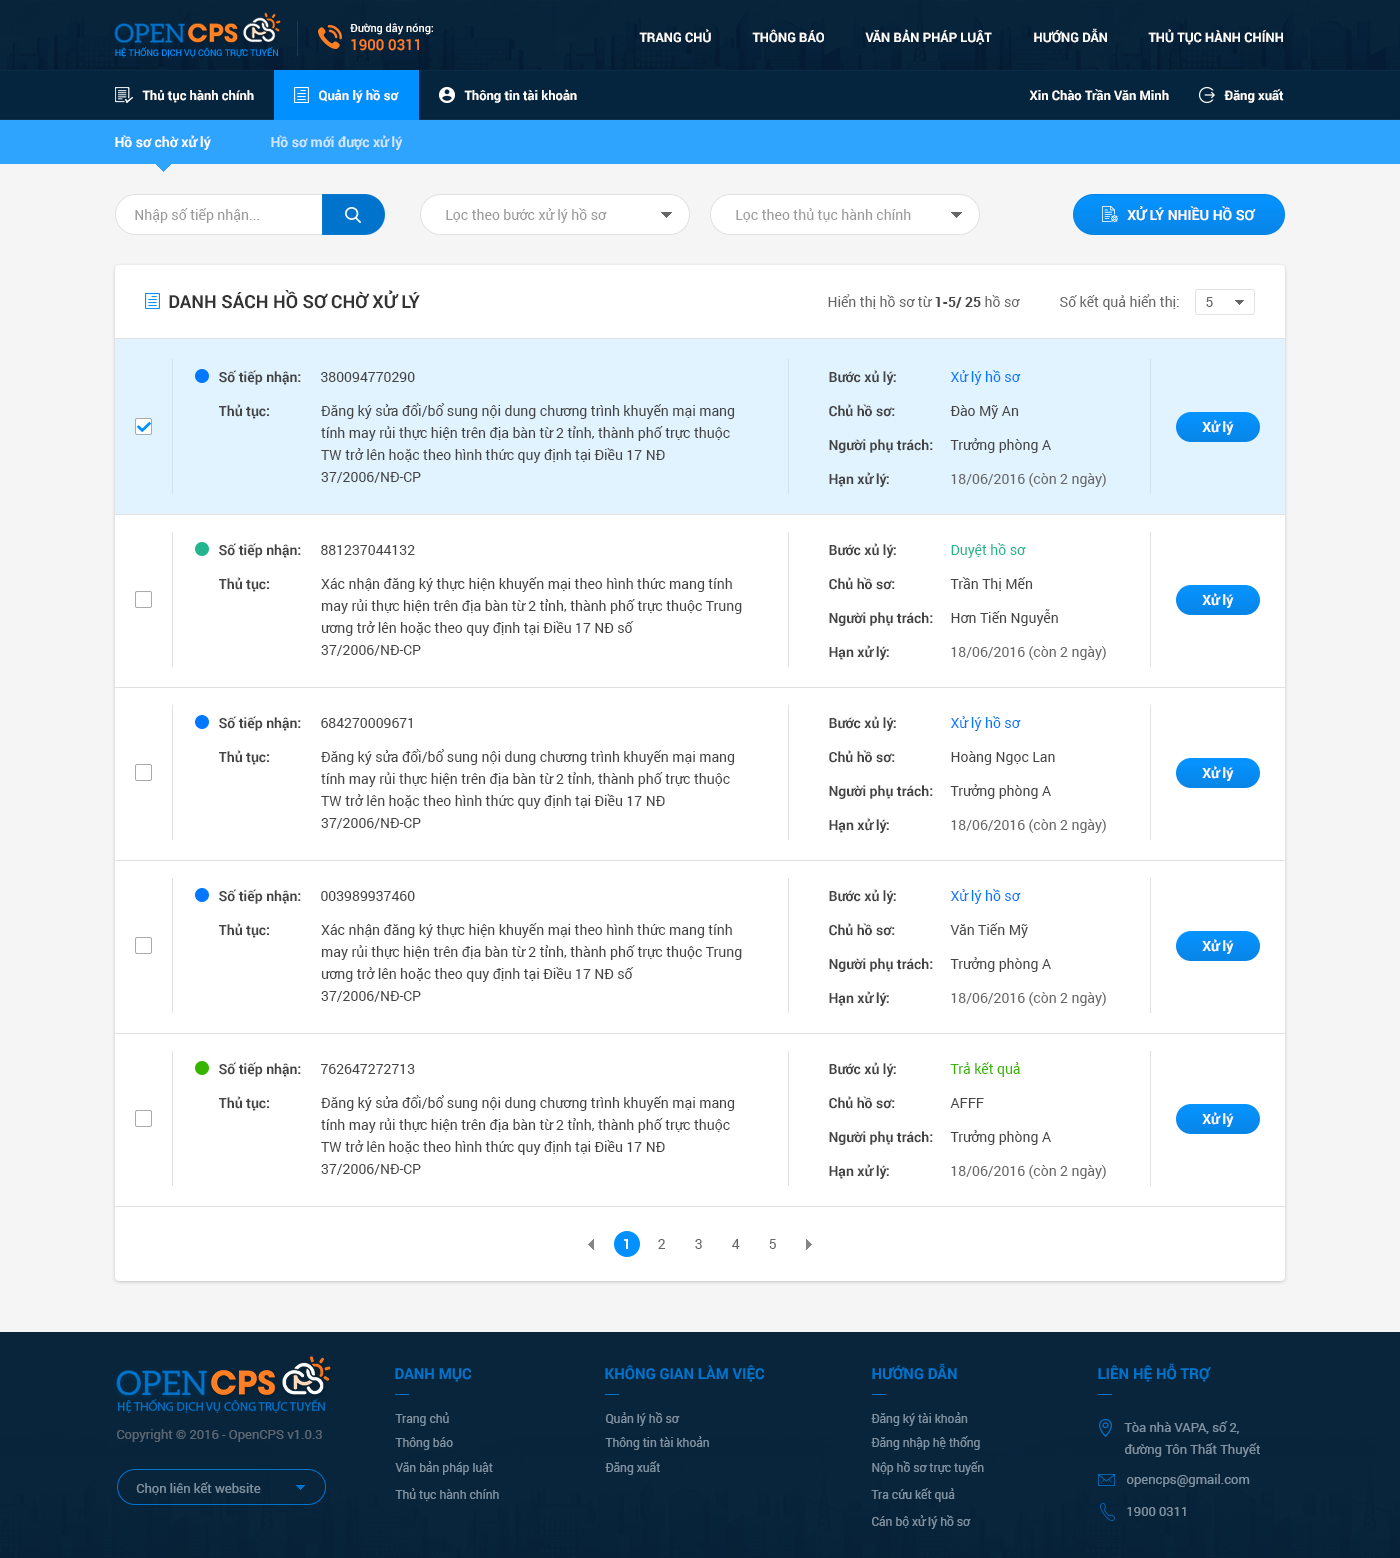 OPENCPS
HỆ THỐNG DỊCH VỤ CÔNG TRỰC TUYẾN
Đường dây nóng:
1900 0311
TRANG CHỦ THÔNG BÁO VĂN BẢN PHÁP LUẬT HƯỚNG DẪN THỦ TỤC HÀNH CHÍNH
Thủ tục hành chính Quản lý hồ sơ Thông tin tài khoản Xin Chào Trần Văn Minh Đăng xuất
Hồ sơ chờ xử lý Hồ sơ mới được xử lý
Nhập số tiếp nhận... Lọc theo bước xử lý hồ sơ Lọc theo thủ tục hành chính XỬ LÝ NHIỀU HỒ SƠ
DANH SÁCH HỒ SƠ CHỜ XỬ LÝ Hiển thị hồ sơ từ 1-5/ 25 hồ sơ Số kết quả hiển thị: 5
Số tiếp nhận: 380094770290
Thủ tục: Đăng ký sửa đổi/bổ sung nội dung chương trình khuyến mại mang
tính may rủi thực hiện trên địa bàn từ 2 tỉnh, thành phố trực thuộc
TW trở lên hoặc theo hình thức quy định tại Điều 17 NĐ
37/2006/NĐ-CP
Bước xủ lý: Xử lý hồ sơ
Chủ hồ sơ: Đào Mỹ An
Người phụ trách: Trưởng phòng A
Hạn xử lý: 18/06/2016 (còn 2 ngày)
Xử lý
Số tiếp nhận: 881237044132
Thủ tục: Xác nhận đăng ký thực hiện khuyến mại theo hình thức mang tính
may rủi thực hiện trên địa bàn từ 2 tỉnh, thành phố trực thuộc Trung
ương trở lên hoặc theo quy định tại Điều 17 NĐ số
37/2006/NĐ-CP
Bước xủ lý: Duyệt hồ sơ
Chủ hồ sơ: Trần Thị Mến
Người phụ trách: Hơn Tiến Nguyễn
Hạn xử lý: 18/06/2016 (còn 2 ngày)
Xử lý
Số tiếp nhận: 684270009671
Thủ tục: Đăng ký sửa đổi/bổ sung nội dung chương trình khuyến mại mang
tính may rủi thực hiện trên địa bàn từ 2 tỉnh, thành phố trực thuộc
TW trở lên hoặc theo hình thức quy định tại Điều 17 NĐ
37/2006/NĐ-CP
Bước xủ lý: Xử lý hồ sơ
Chủ hồ sơ: Hoàng Ngọc Lan
Người phụ trách: Trưởng phòng A
Hạn xử lý: 18/06/2016 (còn 2 ngày)
Xử lý
Số tiếp nhận: 003989937460
Thủ tục: Xác nhận đăng ký thực hiện khuyến mại theo hình thức mang tính
may rủi thực hiện trên địa bàn từ 2 tỉnh, thành phố trực thuộc Trung
ương trở lên hoặc theo quy định tại Điều 17 NĐ số
37/2006/NĐ-CP
Bước xủ lý: Xử lý hồ sơ
Chủ hồ sơ: Văn Tiến Mỹ
Người phụ trách: Trưởng phòng A
Hạn xử lý: 18/06/2016 (còn 2 ngày)
Xử lý
Số tiếp nhận: 762647272713
Thủ tục: Đăng ký sửa đổi/bổ sung nội dung chương trình khuyến mại mang
tính may rủi thực hiện trên địa bàn từ 2 tỉnh, thành phố trực thuộc
TW trở lên hoặc theo hình thức quy định tại Điều 17 NĐ
37/2006/NĐ-CP
Bước xủ lý: Trả kết quả
Chủ hồ sơ: AFFF
Người phụ trách: Trưởng phòng A
Hạn xử lý: 18/06/2016 (còn 2 ngày)
Xử lý
1 2 3 4 5
OPENCPS
HỆ THỐNG DỊCH VỤ CÔNG TRỰC TUYẾN
Copyright © 2016 - OpenCPS v1.0.3
Chọn liên kết website
DANH MỤC
Trang chủ
Thông báo
Văn bản pháp luật
Thủ tục hành chính
KHÔNG GIAN LÀM VIỆC
Quản lý hồ sơ
Thông tin tài khoản
Đăng xuất
HƯỚNG DẪN
Đăng ký tài khoản
Đăng nhập hệ thống
Nộp hồ sơ trực tuyến
Tra cứu kết quả
Cán bộ xử lý hồ sơ
LIÊN HỆ HỖ TRỢ
Tòa nhà VAPA, số 2,
đường Tôn Thất Thuyết
opencps@gmail.com
1900 0311